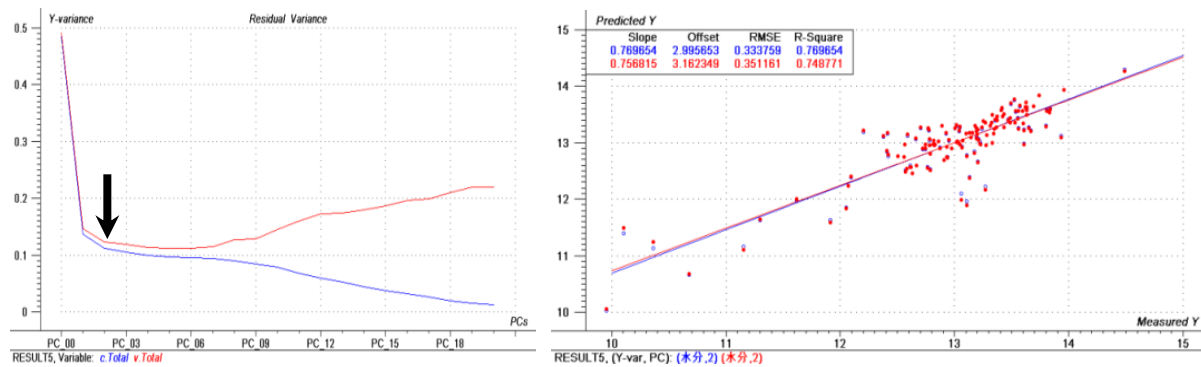 Y-variance Residual Variance
0.5
0.4
0.3
0.2
0.1
0
PCs
PC_00 PC_03 PC_06 PC_09 PC_12 PC_15 PC_18
RESULT5, Variable: c.Total v.Total
Predicted Y
Slope Offset RMSE R-Square
0.769654 2.995653 0.333759 0.769654
0.756815 3.162349 0.351161 0.748771
15
14
13
12
11
10
Measured Y
10 11 12 13 14 15
RESULT5, (Y-var, PC): (水分,2) (水分,2)